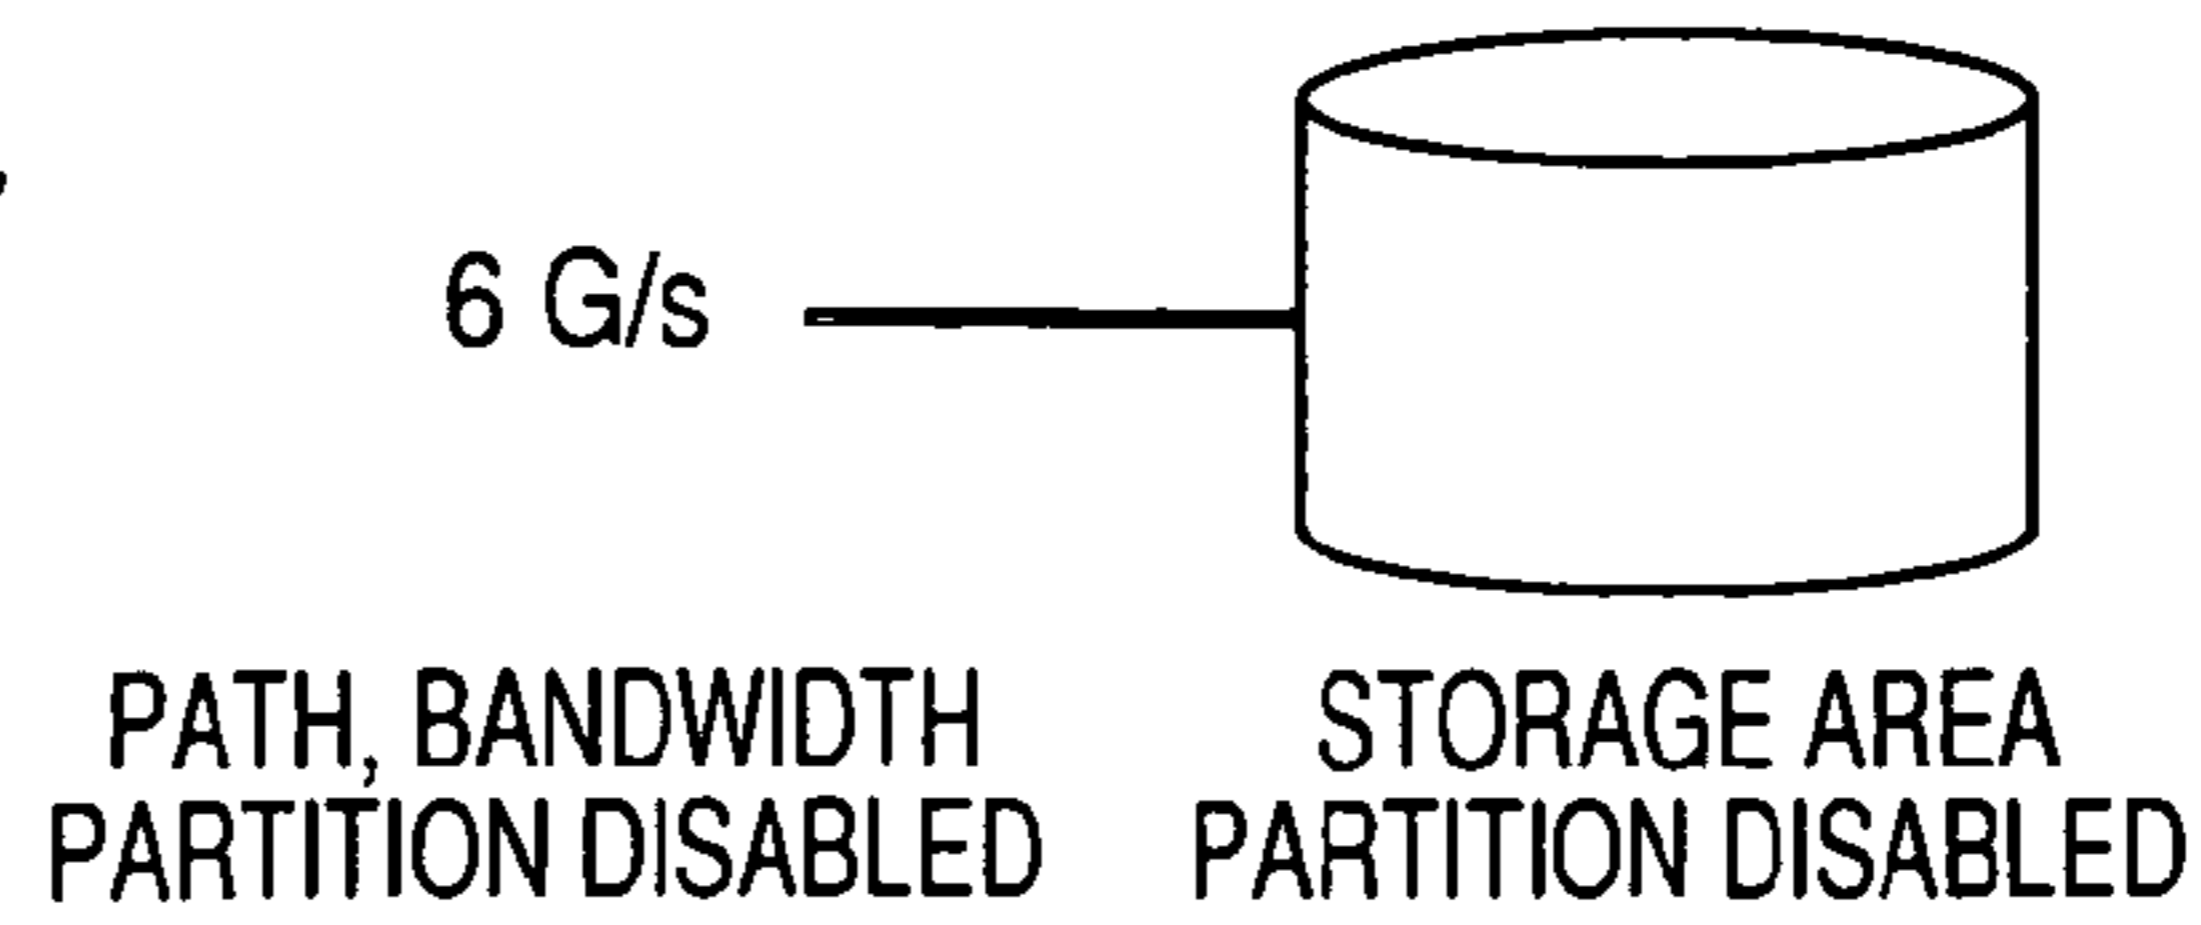 6 G/s
PATH, BANDWIDTH
PARTITION DISABLED
STORAGE AREA
PARTITION DISABLED